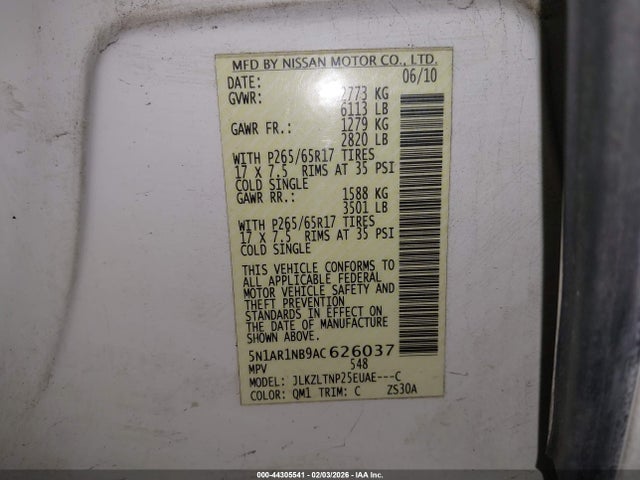 MFD BY NISSAN MOTOR CO., LTD.
DATE: 06/10
GVWR: 2773 KG
6113 LB
GAWR FR.: 1279 KG
2820 LB
WITH P265/65R17 TIRES
17 X 7.5 RIMS AT 35 PSI
COLD SINGLE
GAWR RR.: 1588 KG
3501 LB
WITH P265/65R17 TIRES
17 X 7.5 RIMS AT 35 PSI
COLD SINGLE
THIS VEHICLE CONFORMS TO
ALL APPLICABLE FEDERAL
MOTOR VEHICLE SAFETY AND
THEFT PREVENTION
STANDARDS IN EFFECT ON
THE DATE OF MANUFACTURE
SHOWN ABOVE.
5N1AR1NB9AC626037
MPV 548
MODEL: JLKZLTNP25EUAE---C
COLOR: QM1 TRIM: C ZS30A
000-44305541 - 02/03/2026 - IAA Inc.